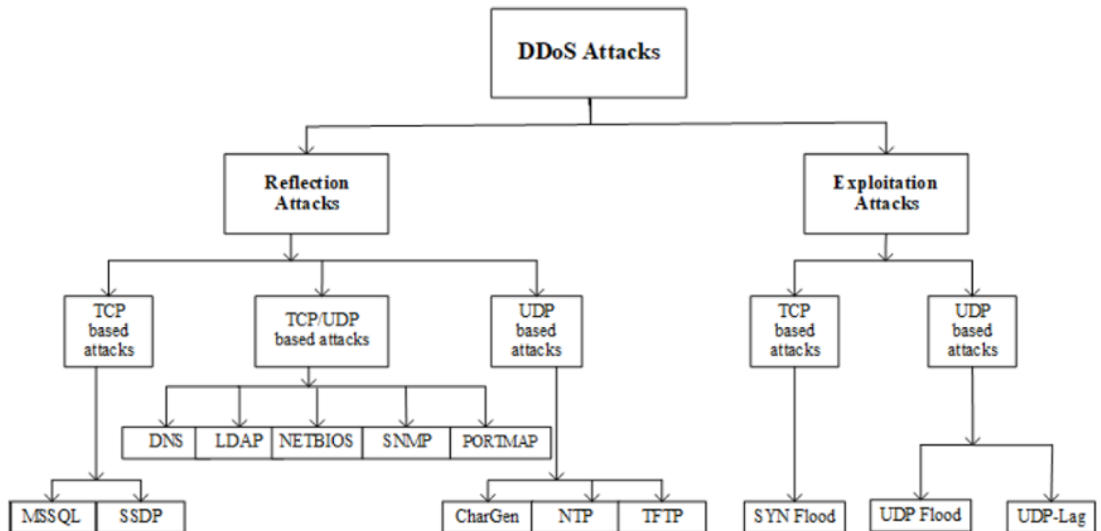 DDoS Attacks
Reflection
Attacks
Exploitation
Attacks
TCP
based
attacks
TCP/UDP
based attacks
UDP
based
attacks
TCP
based
attacks
UDP
based
attacks
DNS
LDAP
NETBIOS
SNMP
PORTMAP
MSSQL
SSDP
CharGen
NTP
TFTP
SYN Flood
UDP Flood
UDP-Lag